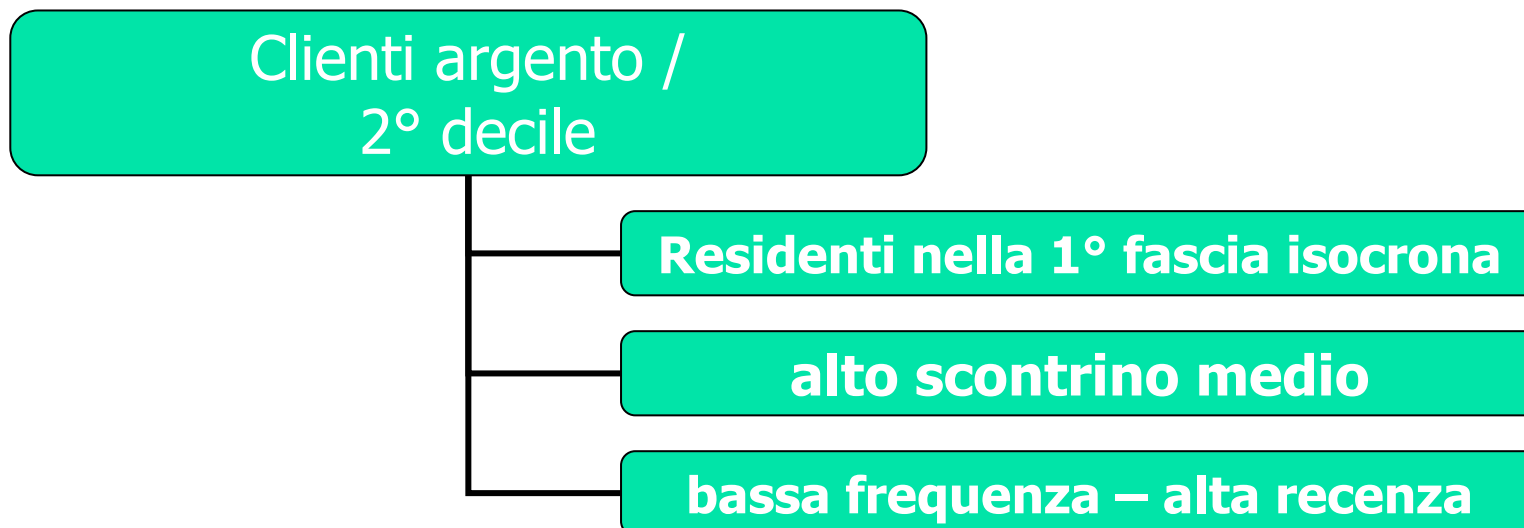 Clienti argento /
2° decile
Residenti nella 1° fascia isocrona
alto scontrino medio
bassa frequenza – alta recenza